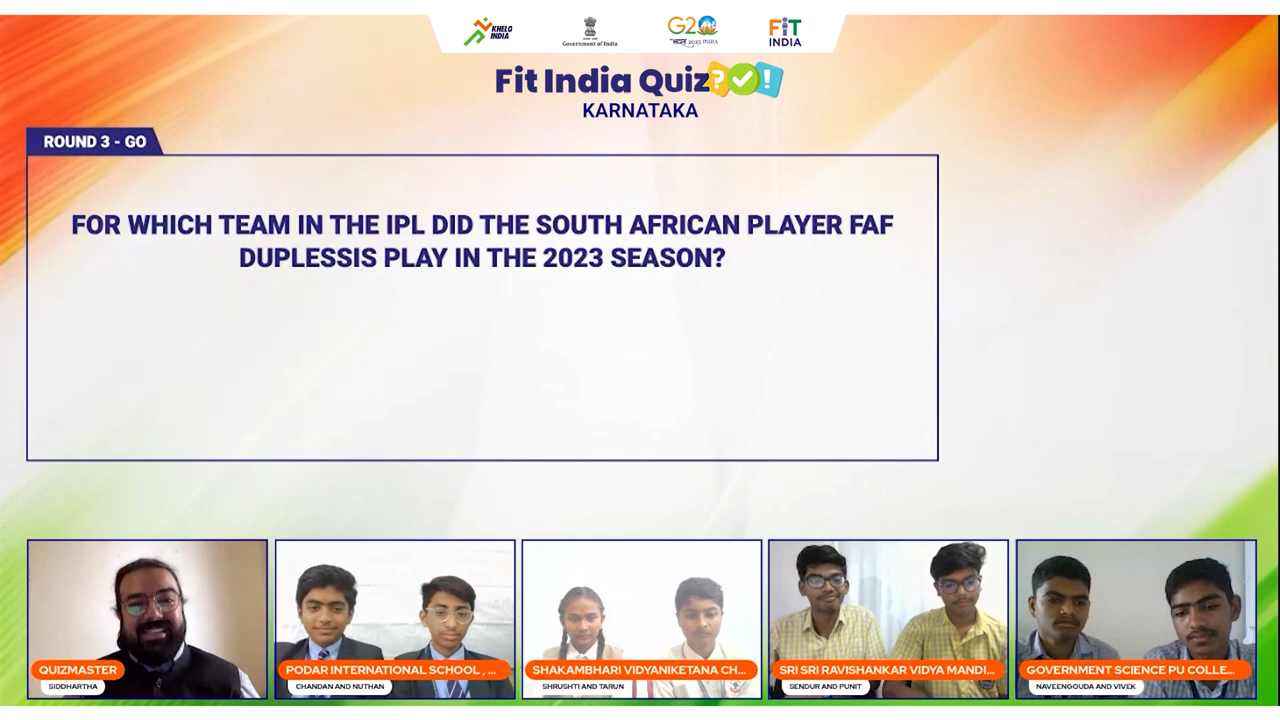 KHELO
INDIA
Government of India
G20
2023 INDIA
FIT
INDIA
Fit India Quiz?!
KARNATAKA
ROUND 3 - GO
FOR WHICH TEAM IN THE IPL DID THE SOUTH AFRICAN PLAYER FAF
DUPLESSIS PLAY IN THE 2023 SEASON?
QUIZMASTER
SIDDHARTHA
PODAR INTERNATIONAL SCHOOL , ...
CHANDAN AND NUTHAN
SHAKAMBHARI VIDYANIKETANA CH...
SHRUSHTI AND TARUN
SRI SRI RAVISHANKAR VIDYA MANDI...
SENDUR AND PUNIT
GOVERNMENT SCIENCE PU COLLE...
NAVEENGOUDA AND VIVEK